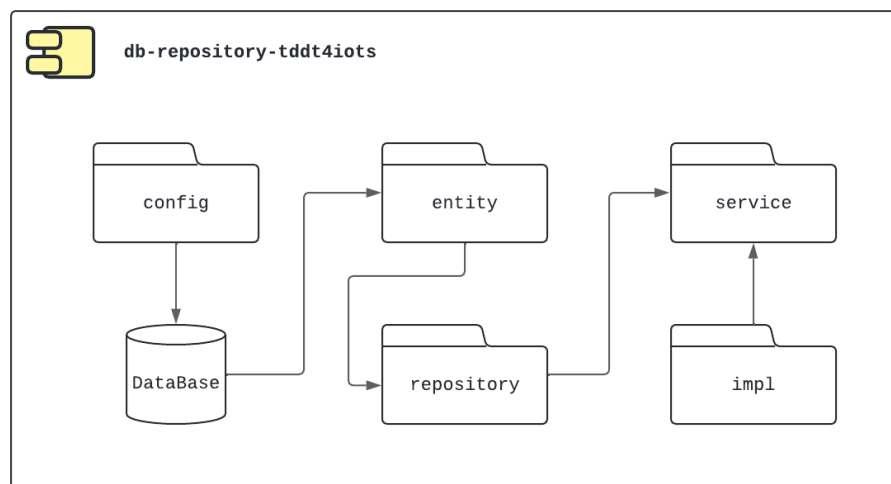 db-repository-tddt4iots
config
entity
service
DataBase
repository
impl